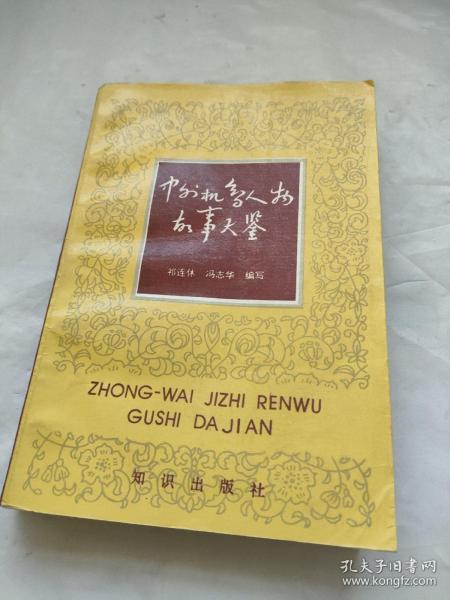 中外机智人物
故事大鉴
祁连休 冯志华 编写
ZHONG-WAI JIZHI RENWU
GUSHI DAJIAN
知识出版社
孔夫子旧书网
www.kongfz.com